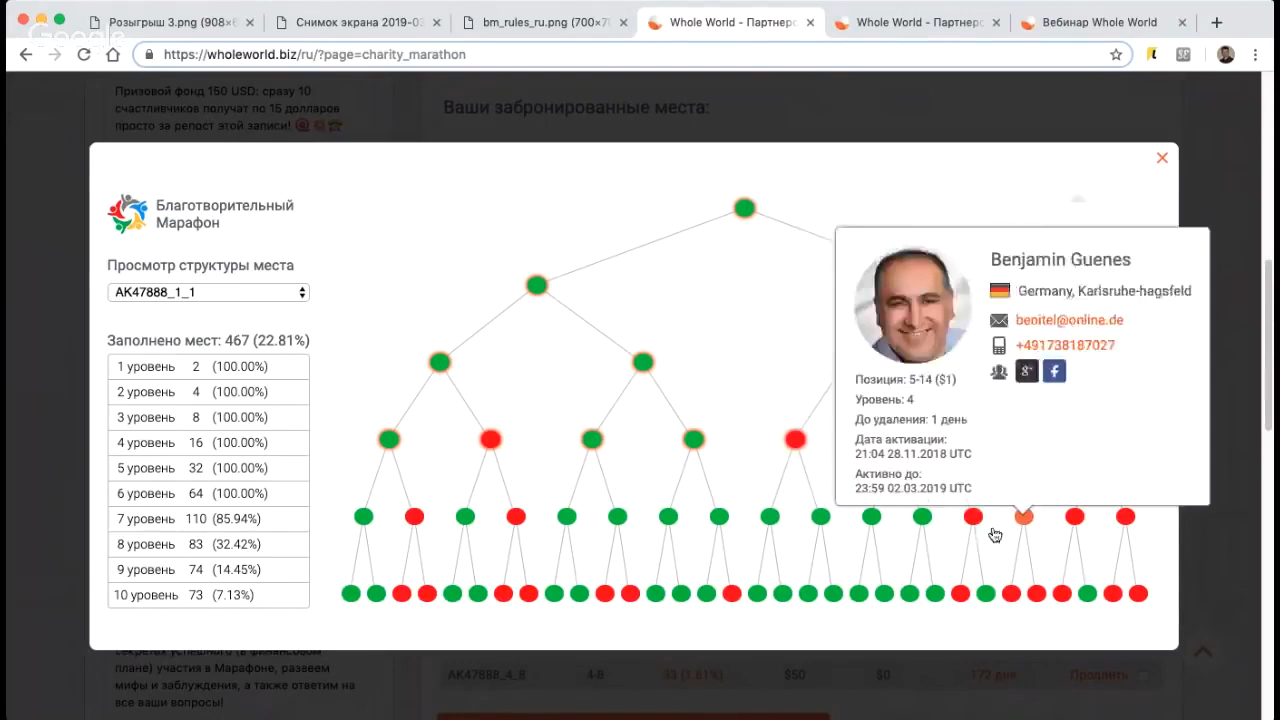 Розыгрыш 3.png (908×6
Снимок экрана 2019-03
bm_rules_ru.png (700×70
Whole World - Партнерс
Whole World - Партнерс
Вебинар Whole World
Google
https://wholeworld.biz/ru/?page=charity_marathon
Призовой фонд 150 USD: сразу 10
счастливчиков получат по 15 долларов
просто за репост этой записи!
Ваши забронированные места:
Благотворительный
Марафон
Просмотр структуры места
AK47888_1_1
Заполнено мест: 467 (22.81%)
1 уровень 2 (100.00%)
2 уровень 4 (100.00%)
3 уровень 8 (100.00%)
4 уровень 16 (100.00%)
5 уровень 32 (100.00%)
6 уровень 64 (100.00%)
7 уровень 110 (85.94%)
8 уровень 83 (32.42%)
9 уровень 74 (14.45%)
10 уровень 73 (7.13%)
Benjamin Guenes
Germany, Karlsruhe-hagsfeld
benitel@online.de
+491738187027
Позиция: 5-14 ($1)
Уровень: 4
До удаления: 1 день
Дата активации:
21:04 28.11.2018 UTC
Активно до:
23:59 02.03.2019 UTC
секретах успешного (в финансовом
плане) участия в Марафоне, развеем
мифы и заблуждения, а также ответим на
все ваши вопросы!
AK47888_4_8 4-8 33 (1.61%) $50 $0 172 дня Продлить